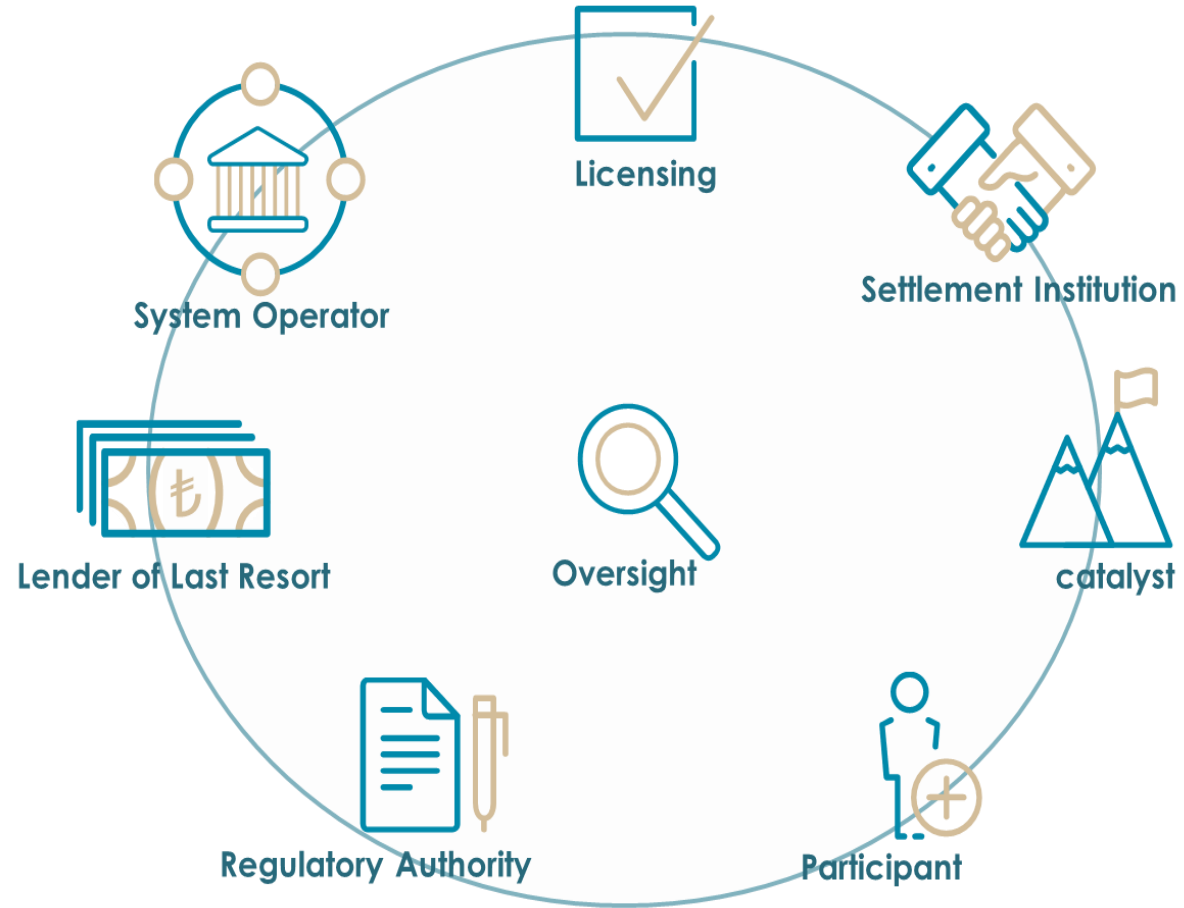 Licensing
System Operator
Settlement Institution
₺
Lender of Last Resort
Oversight
catalyst
Regulatory Authority
Participant